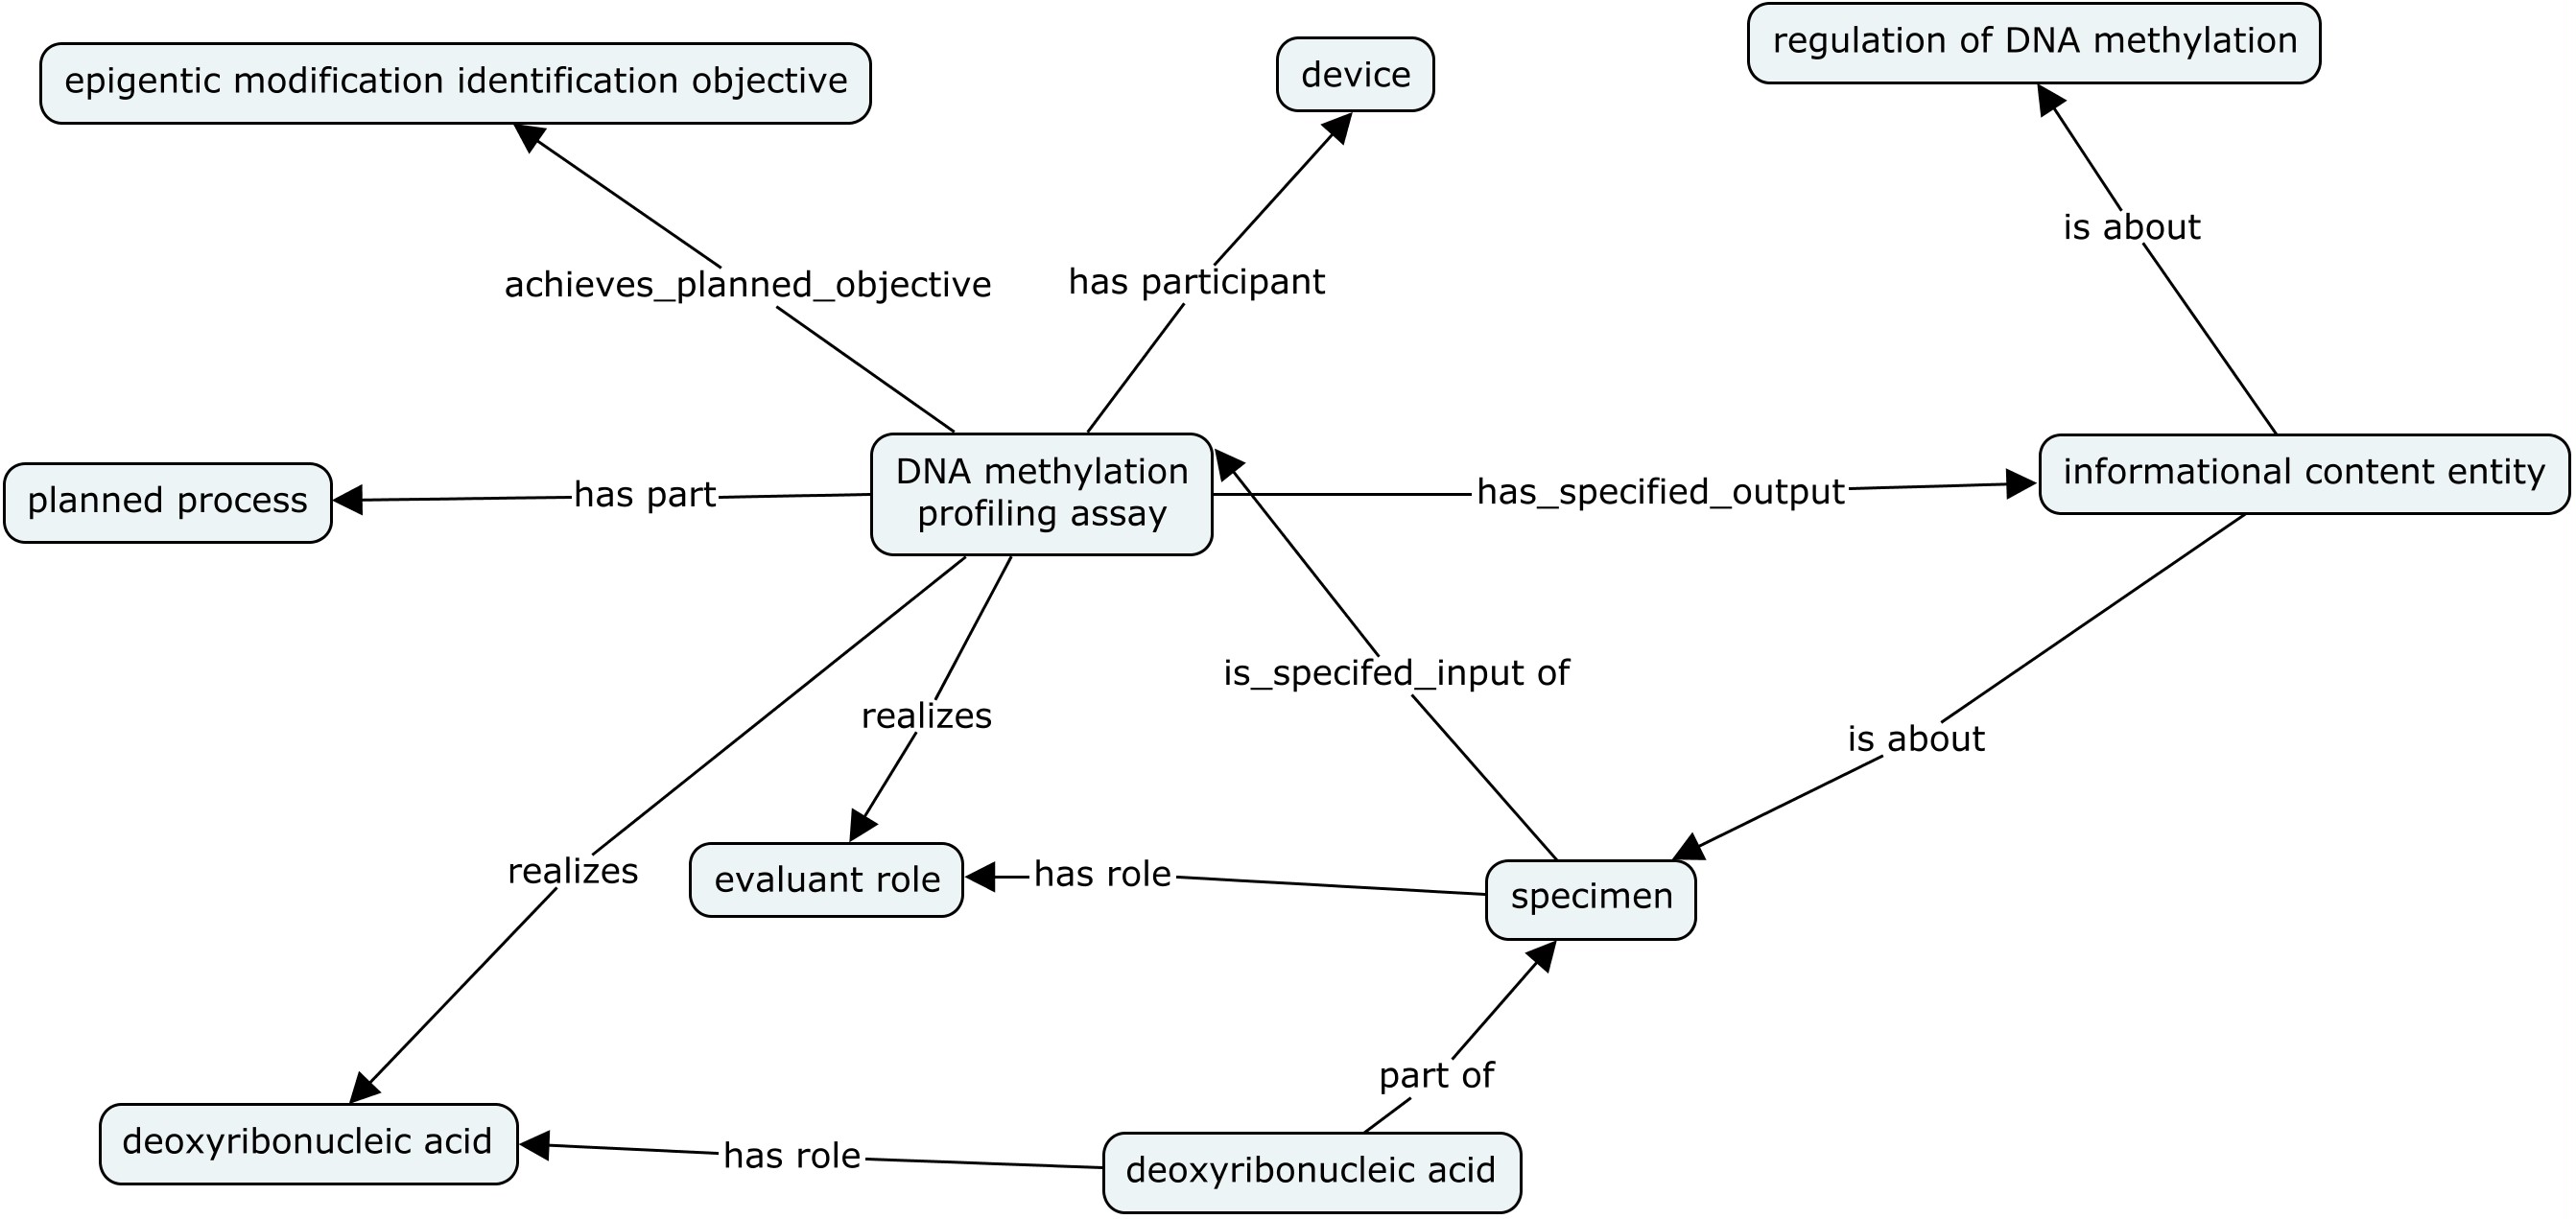 regulation of DNA methylation
epigentic modification identification objective
device
is about
achieves_planned_objective
has participant
DNA methylation
profiling assay
informational content entity
planned process
has part
has_specified_output
is_specifed_input of
realizes
is about
realizes
evaluant role
has role
specimen
part of
deoxyribonucleic acid
has role
deoxyribonucleic acid